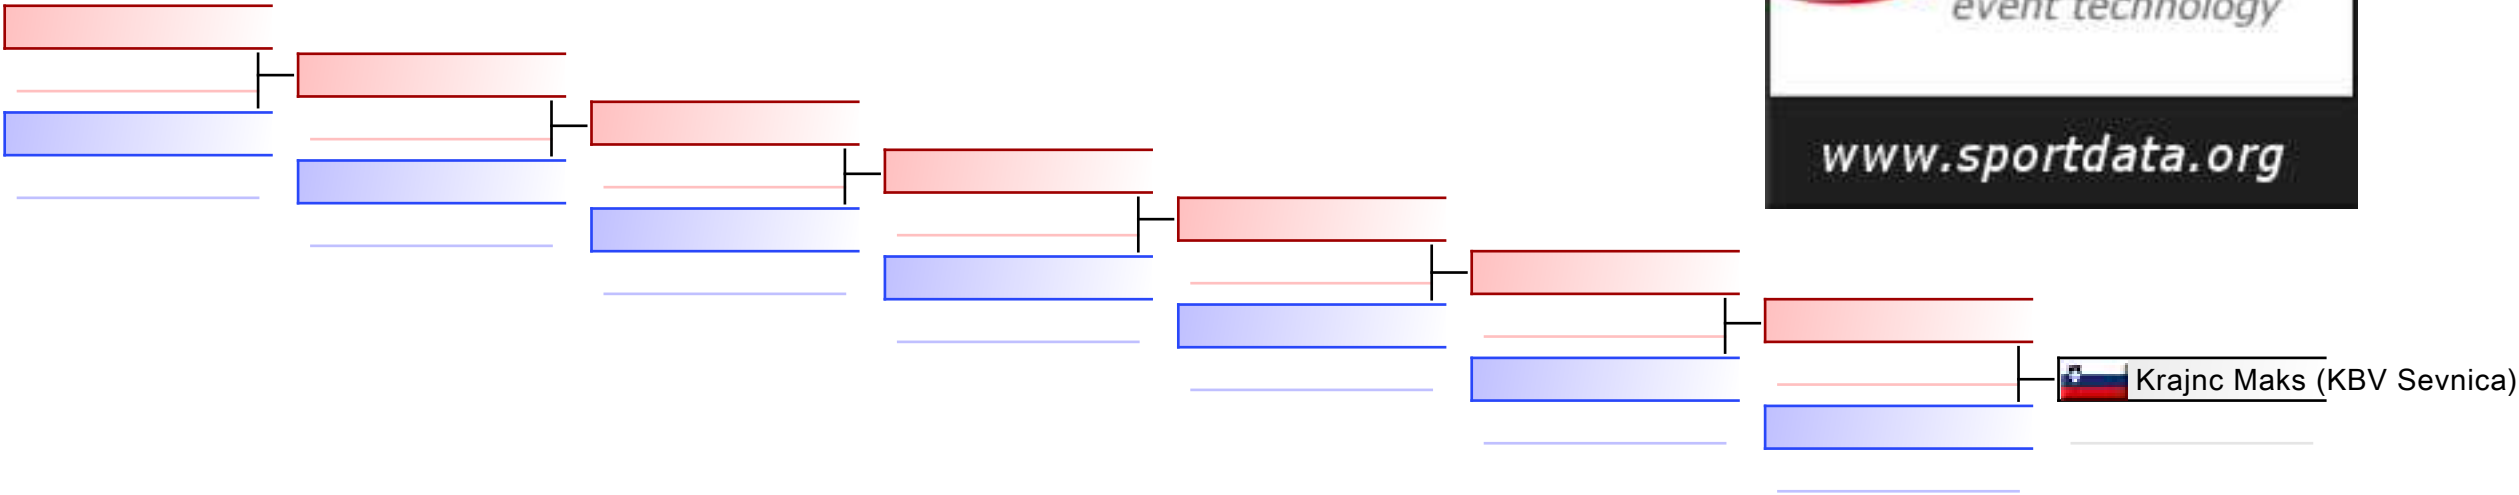 event technology
www.sportdata.org
Krajnc Maks (KBV Sevnica)